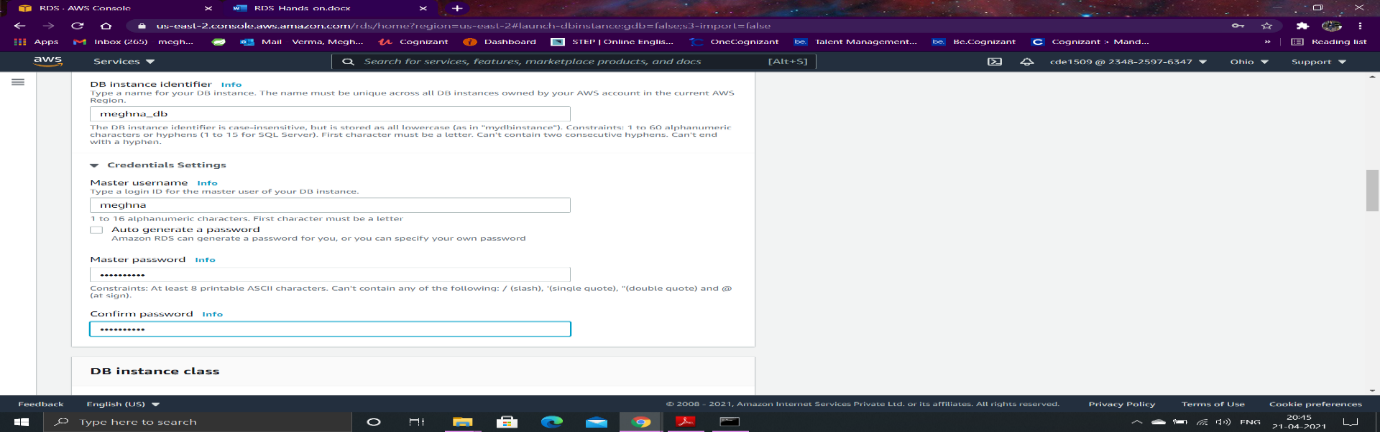 RDS · AWS Console
RDS Hands-on.docx
us-east-2.console.aws.amazon.com/rds/home?region=us-east-2#launch-dbinstance:gdb=false;s3-import=false
Apps
Inbox (265) megh...
Mail - Verma, Megh...
Cognizant
Dashboard
STEP | Online Englis...
OneCognizant
be.
Talent Management...
be.
Be.Cognizant
C
Cognizant > Mand...
»
Reading list
aws
Services
Search for services, features, marketplace products, and docs
[Alt+S]
cde1509 @ 2348-2597-6347
Ohio
Support
DB instance identifier Info
Type a name for your DB instance. The name must be unique across all DB instances owned by your AWS account in the current AWS
Region.
meghna_db
The DB instance identifier is case-insensitive, but is stored as all lowercase (as in "mydbinstance"). Constraints: 1 to 60 alphanumeric
characters or hyphens (1 to 15 for SQL Server). First character must be a letter. Can't contain two consecutive hyphens. Can't end
with a hyphen.
Credentials Settings
Master username Info
Type a login ID for the master user of your DB instance.
meghna
1 to 16 alphanumeric characters. First character must be a letter
Auto generate a password
Amazon RDS can generate a password for you, or you can specify your own password
Master password Info
••••••••••
Constraints: At least 8 printable ASCII characters. Can't contain any of the following: / (slash), '(single quote), "(double quote) and @
(at sign).
Confirm password Info
••••••••••
DB instance class
Feedback
English (US)
© 2008 - 2021, Amazon Internet Services Private Ltd. or its affiliates. All rights reserved.
Privacy Policy
Terms of Use
Cookie preferences
Type here to search
ENG
20:45
21-04-2021